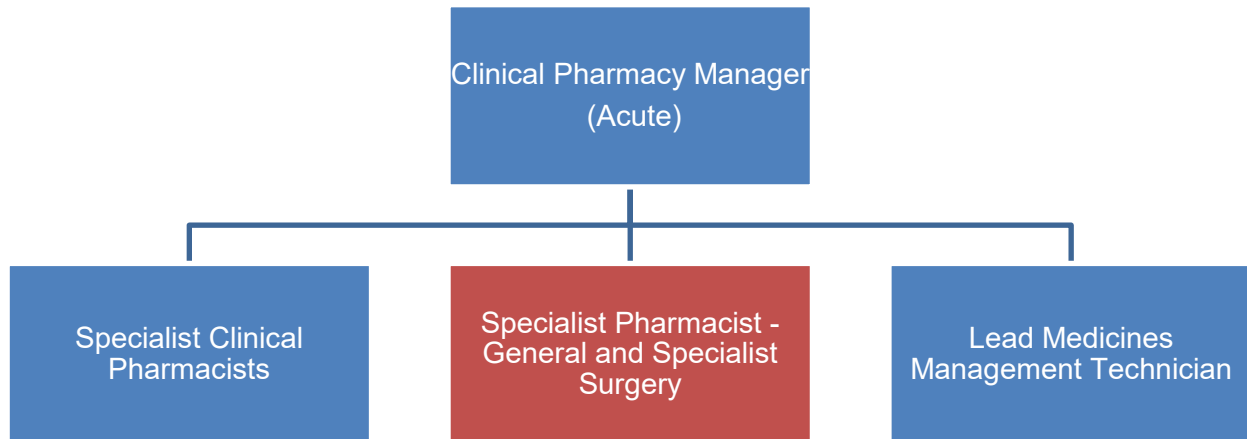 Clinical Pharmacy Manager
(Acute)
Specialist Clinical
Pharmacists
Specialist Pharmacist -
General and Specialist
Surgery
Lead Medicines
Management Technician